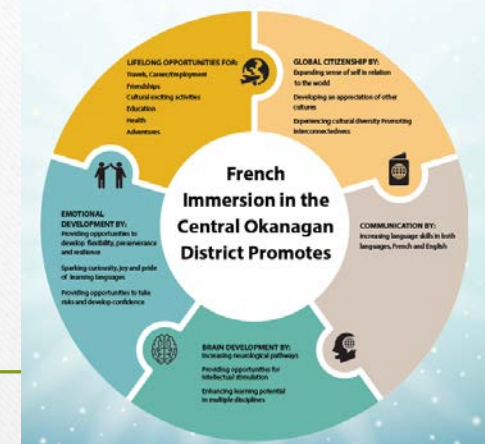 French
Immersion in the
Central Okanagan
District Promotes
LIFELONG OPPORTUNITIES FOR:
Travels, Career/Employment
Friendships
Cultural exciting activities
Education
Health
Adventures
GLOBAL CITIZENSHIP BY:
Expanding sense of self in relation
to the world
Developing an appreciation of other
cultures
Experiencing cultural diversity Promoting
interconnectedness
COMMUNICATION BY:
Increasing language skills in both
languages, French and English
BRAIN DEVELOPMENT BY:
Increasing neurological pathways
Providing opportunities for
intellectual stimulation
Enhancing learning potential
in multiple disciplines
EMOTIONAL
DEVELOPMENT BY:
Providing opportunities to
develop flexibility, perseverance
and resilience
Sparking curiosity, joy and pride
of learning languages
Providing opportunities to take
risks and develop confidence